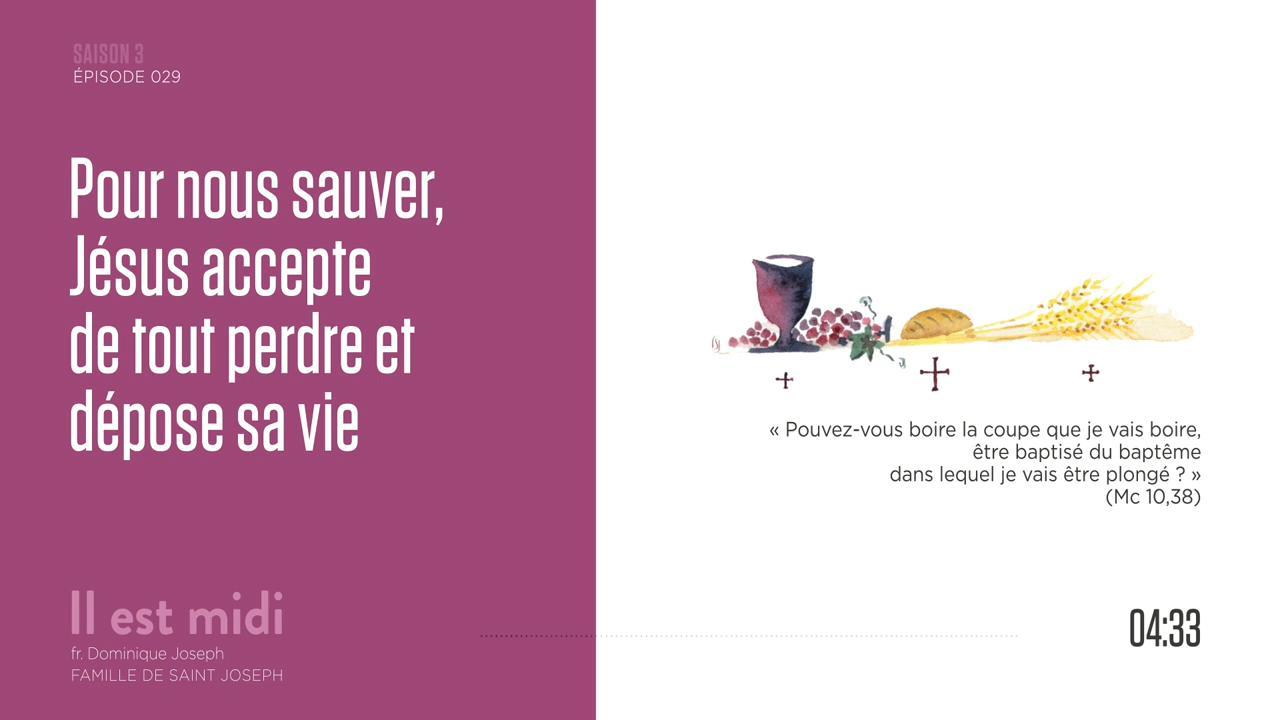 SAISON 3
ÉPISODE 029
Pour nous sauver,
Jésus accepte
de tout perdre et
dépose sa vie
« Pouvez-vous boire la coupe que je vais boire,
être baptisé du baptême
dans lequel je vais être plongé ? »
(Mc 10,38)
Il est midi
fr. Dominique Joseph
FAMILLE DE SAINT JOSEPH
04:33